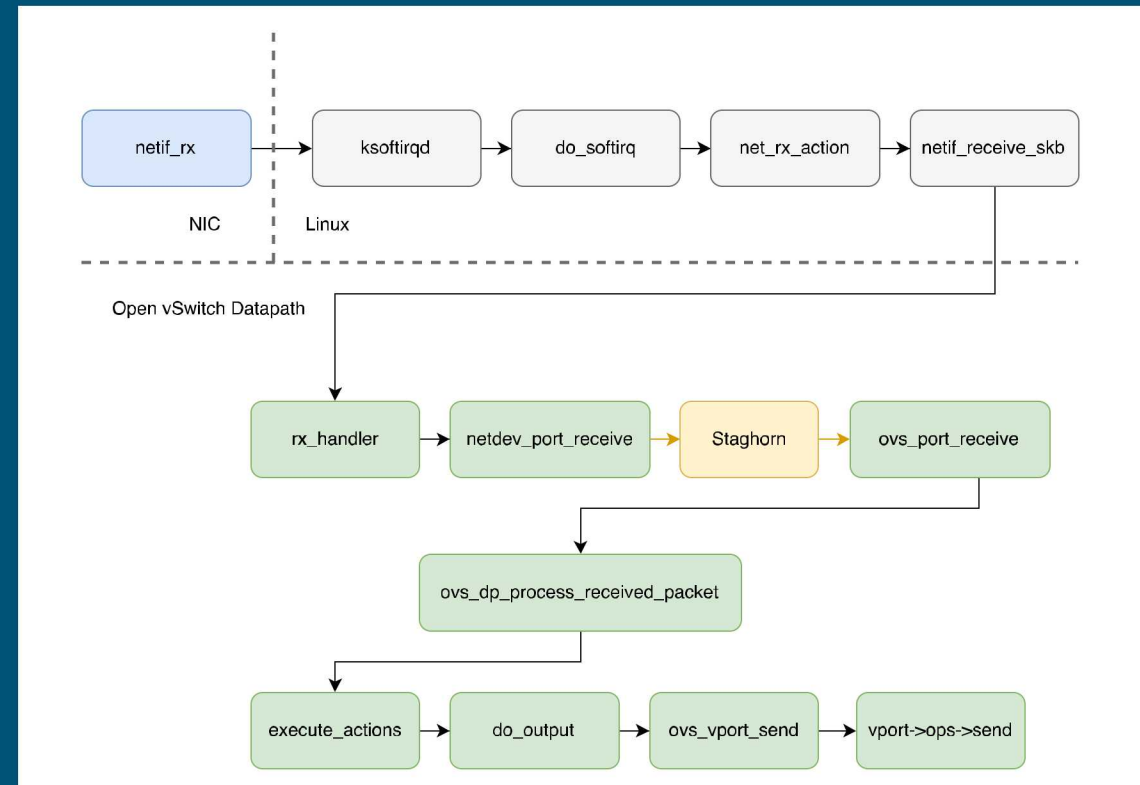 netif_rx
ksoftirqd
do_softirq
net_rx_action
netif_receive_skb
NIC
Linux
Open vSwitch Datapath
rx_handler
netdev_port_receive
Staghorn
ovs_port_receive
ovs_dp_process_received_packet
execute_actions
do_output
ovs_vport_send
vport->ops->send